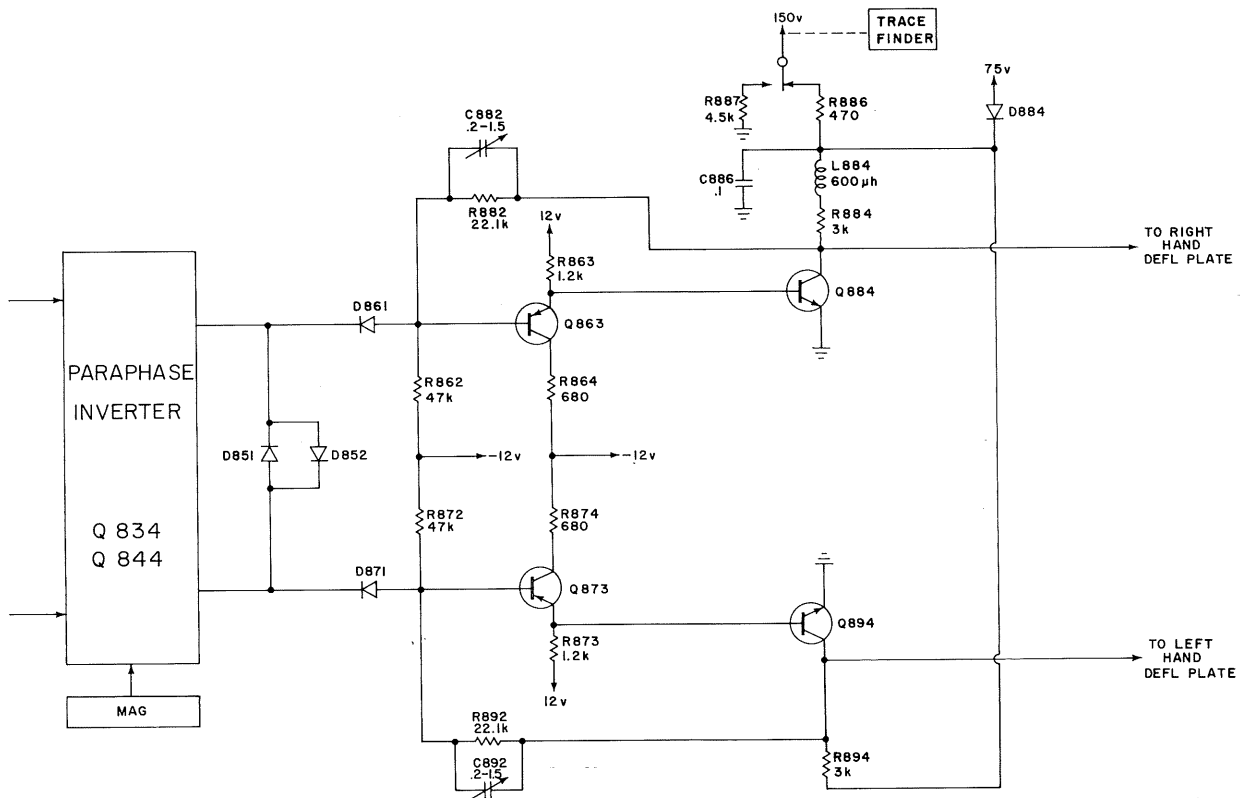 150v
TRACE
FINDER
75v
R887
4.5k
R886
470
D884
C882
.2-1.5
C886
.1
L884
600μh
R882
22.1k
R884
3k
12v
TO RIGHT
HAND
DEFL PLATE
R863
1.2k
Q884
D861
Q863
PARAPHASE
INVERTER
R862
47k
R864
680
D851
D852
-12v
-12v
R872
47k
R874
680
Q 834
Q 844
D871
Q873
Q894
R873
1.2k
TO LEFT
HAND
DEFL PLATE
12v
MAG
R892
22.1k
C892
.2-1.5
R894
3k